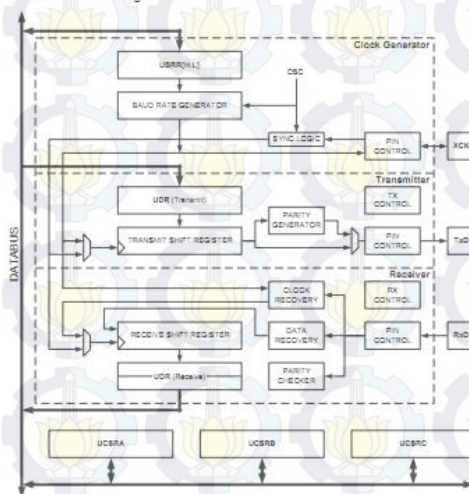 Clock Generator
UBRR[H:L]
OSC
BAUD RATE GENERATOR
SYNC LOGIC
PIN
CONTROL
XCK
Transmitter
UDR (Transmit)
TX
CONTROL
PARITY
GENERATOR
TRANSMIT SHIFT REGISTER
PIN
CONTROL
TxD
DATABUS
Receiver
CLOCK
RECOVERY
RX
CONTROL
RECEIVE SHIFT REGISTER
DATA
RECOVERY
PIN
CONTROL
RxD
UDR (Receive)
PARITY
CHECKER
UCSRA
UCSRB
UCSRC